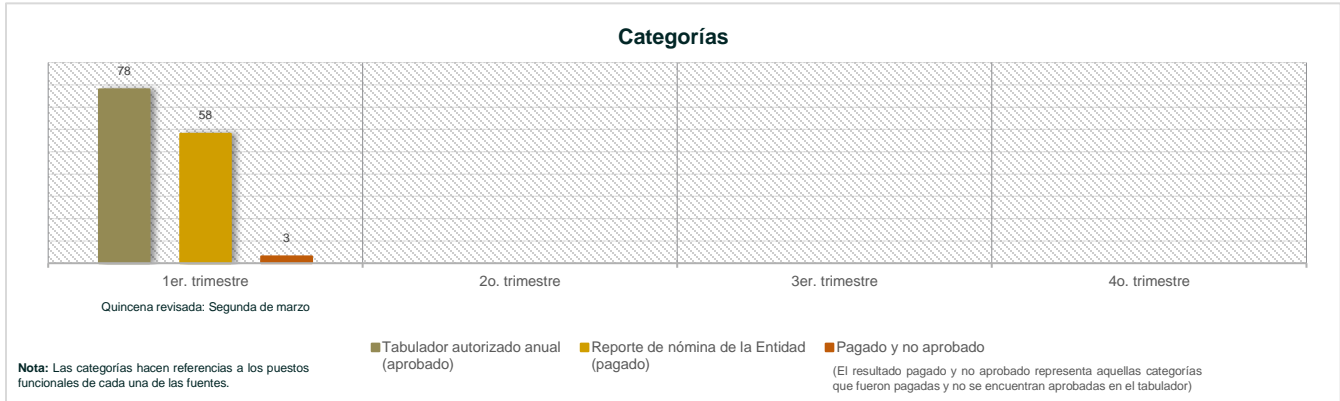 Categorías
78
58
3
1er. trimestre
2o. trimestre
3er. trimestre
4o. trimestre
Quincena revisada: Segunda de marzo
Tabulador autorizado anual
(aprobado)
Reporte de nómina de la Entidad
(pagado)
Pagado y no aprobado
(El resultado pagado y no aprobado representa aquellas categorías
que fueron pagadas y no se encuentran aprobadas en el tabulador)
Nota: Las categorías hacen referencias a los puestos
funcionales de cada una de las fuentes.